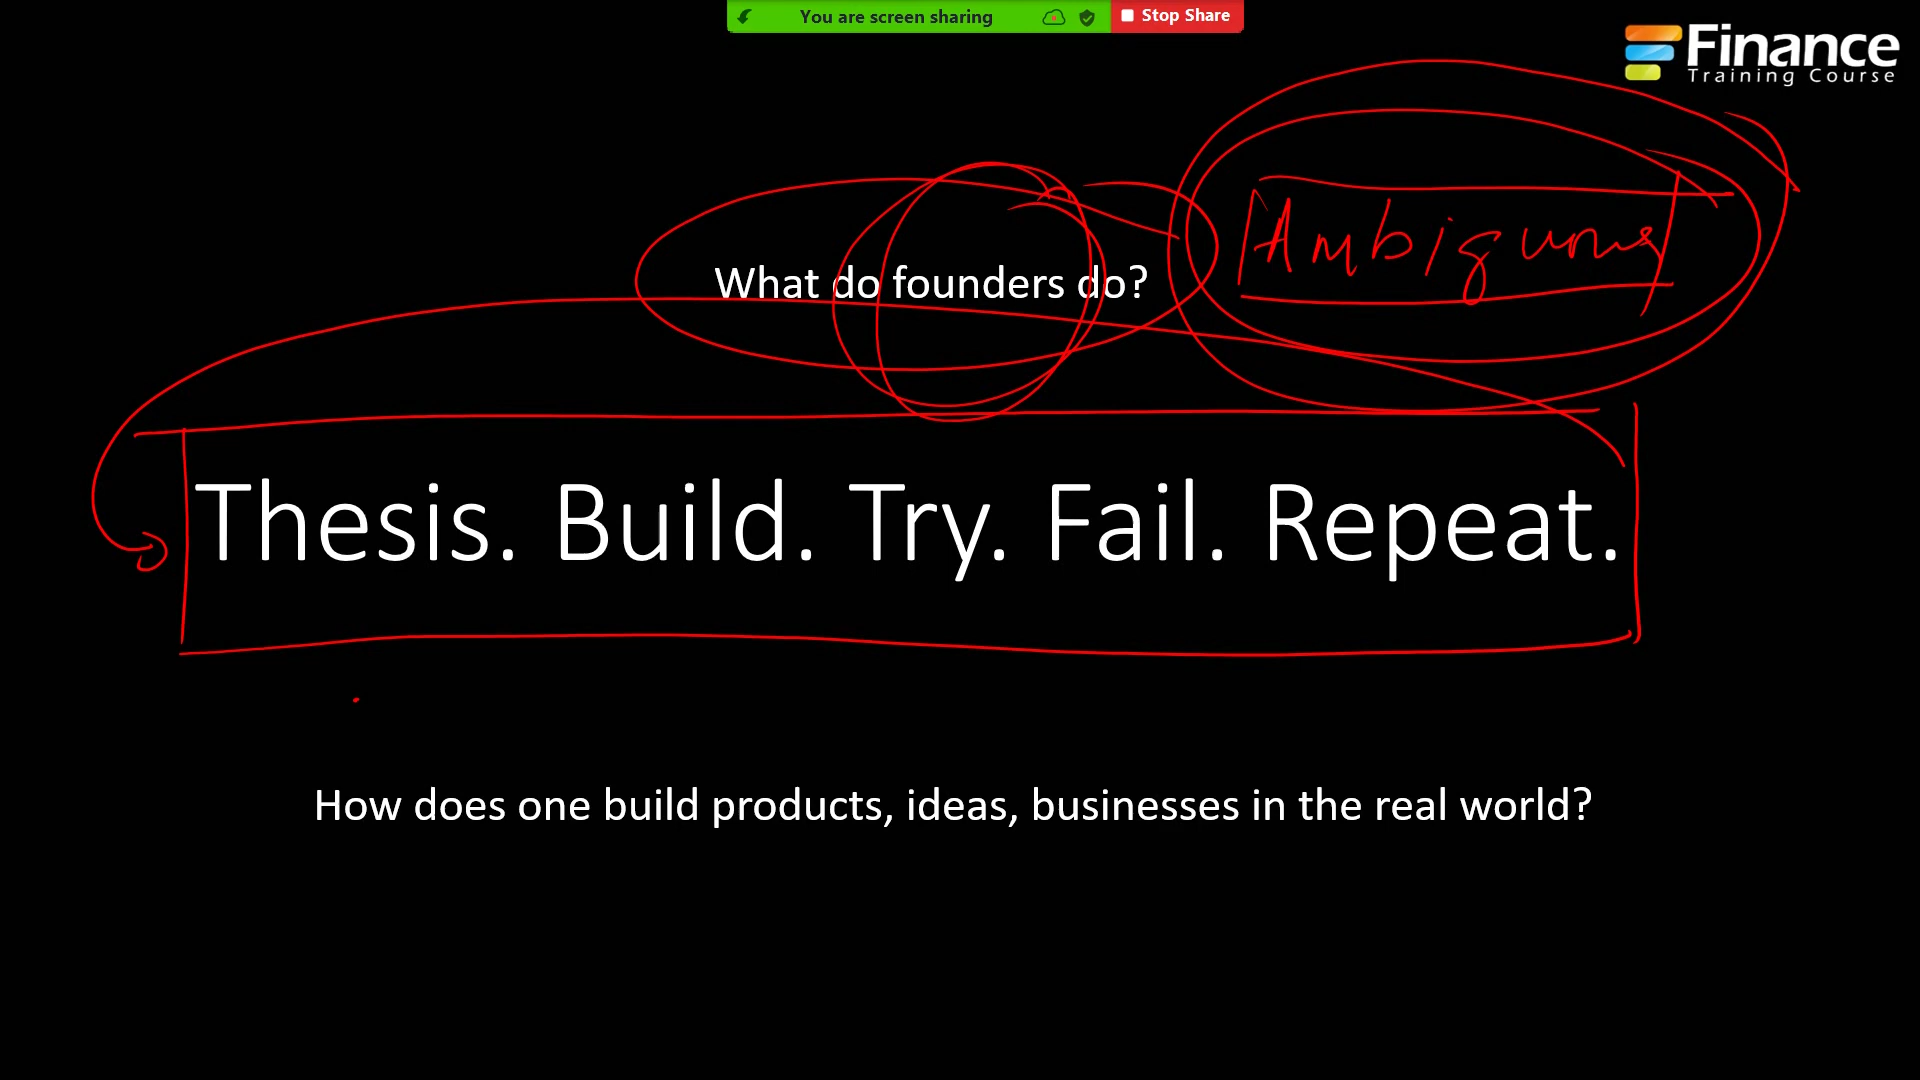 You are screen sharing Stop Share
Finance
Training Course
Ambiguous
What do founders do?
Thesis. Build. Try. Fail. Repeat.
How does one build products, ideas, businesses in the real world?